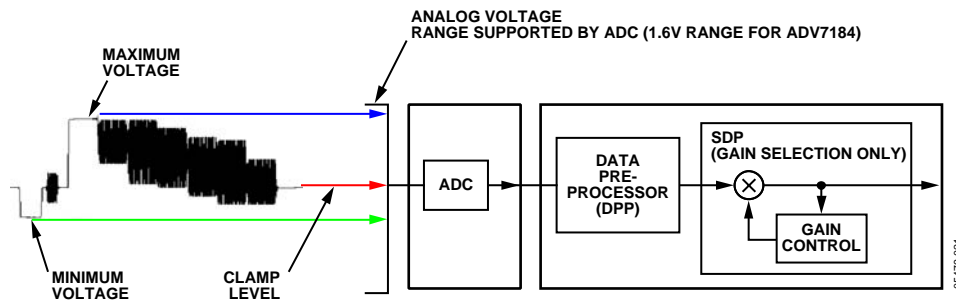 ANALOG VOLTAGE
RANGE SUPPORTED BY ADC (1.6V RANGE FOR ADV7184)
MAXIMUM
VOLTAGE
SDP
(GAIN SELECTION ONLY)
DATA
PRE-
PROCESSOR
(DPP)
ADC
GAIN
CONTROL
MINIMUM
VOLTAGE
CLAMP
LEVEL